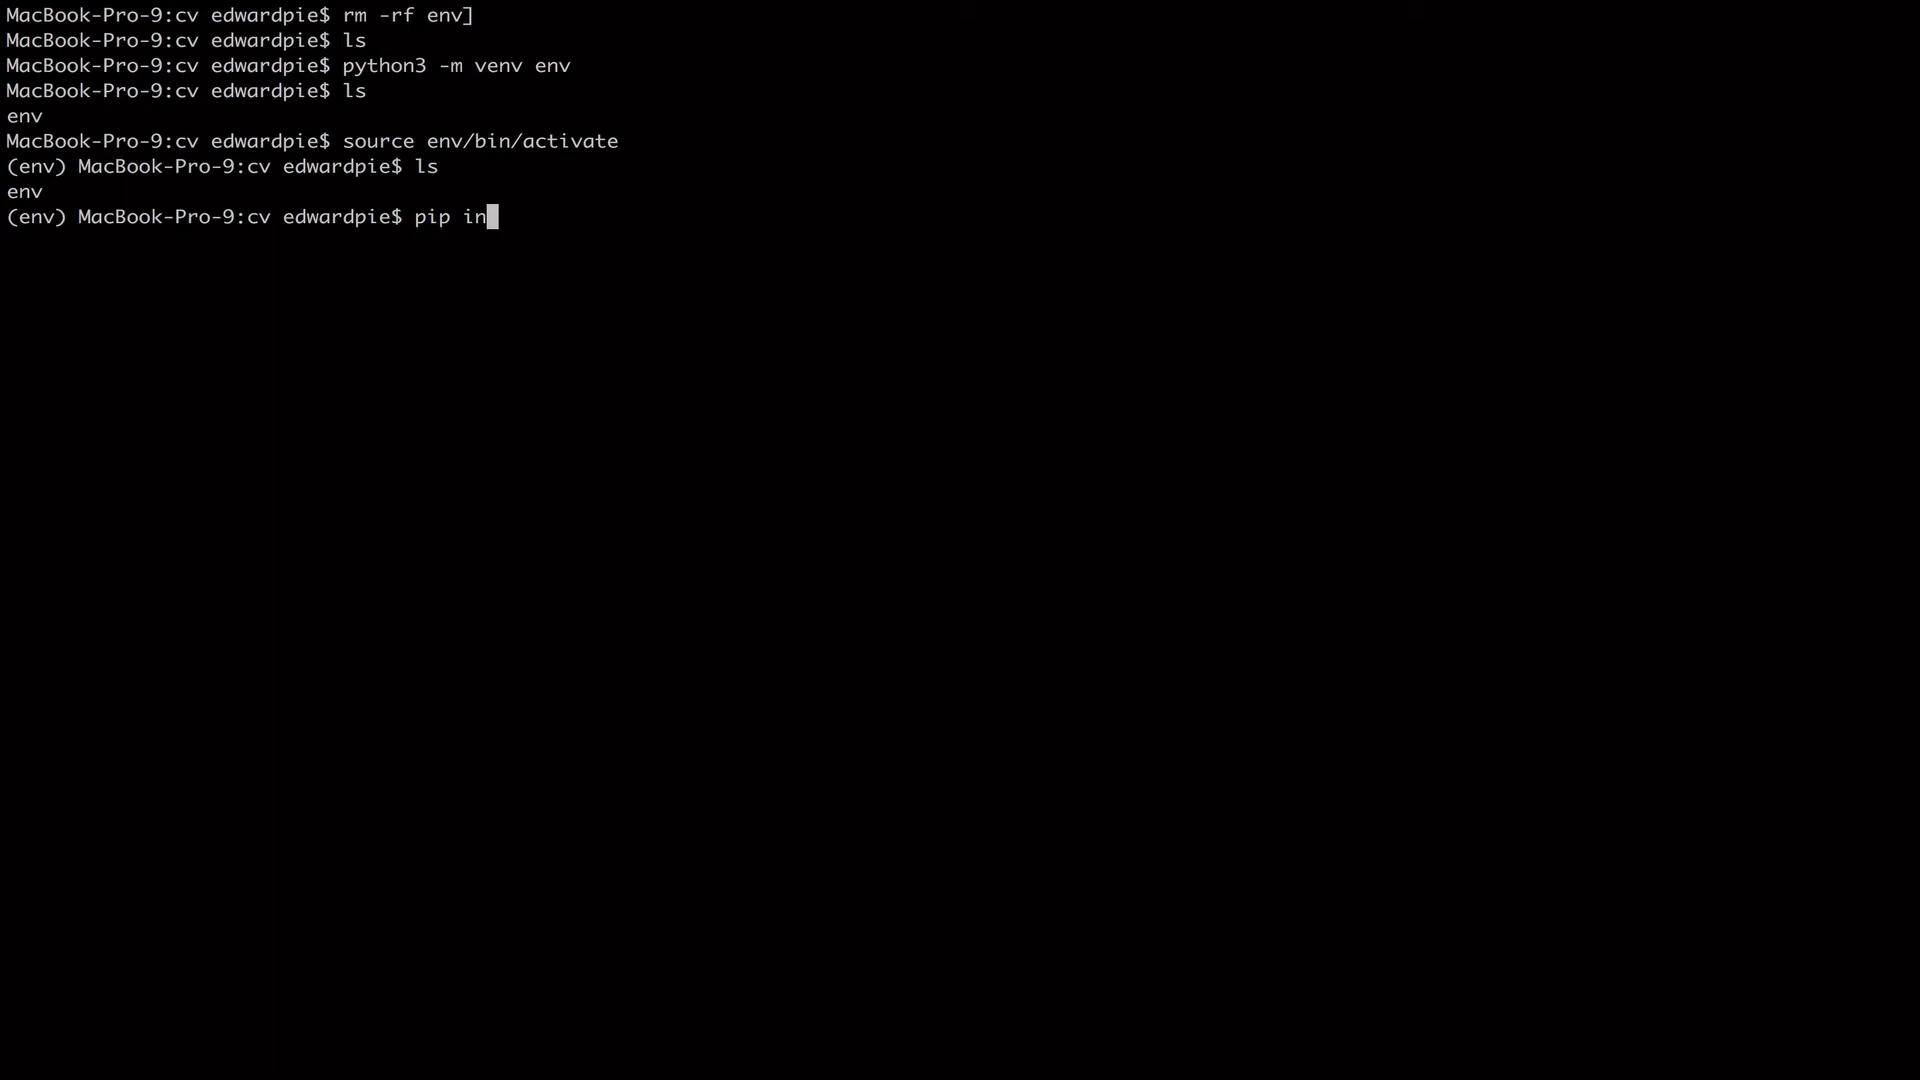 MacBook-Pro-9:cv edwardpie$ rm -rf env]
MacBook-Pro-9:cv edwardpie$ ls
MacBook-Pro-9:cv edwardpie$ python3 -m venv env
MacBook-Pro-9:cv edwardpie$ ls
env
MacBook-Pro-9:cv edwardpie$ source env/bin/activate
(env) MacBook-Pro-9:cv edwardpie$ ls
env
(env) MacBook-Pro-9:cv edwardpie$ pip in